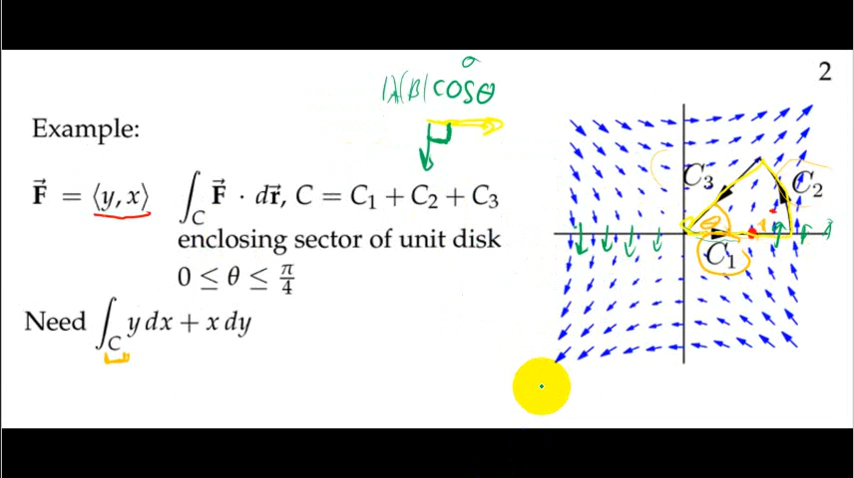 2
|A||B|cosθ
Example:
F⃗ = ⟨y, x⟩ ∫_C F⃗ · dr⃗, C = C₁ + C₂ + C₃
enclosing sector of unit disk
0 ≤ θ ≤ π/4
Need ∫_C y dx + x dy
C₃
C₂
θ
1
C₁